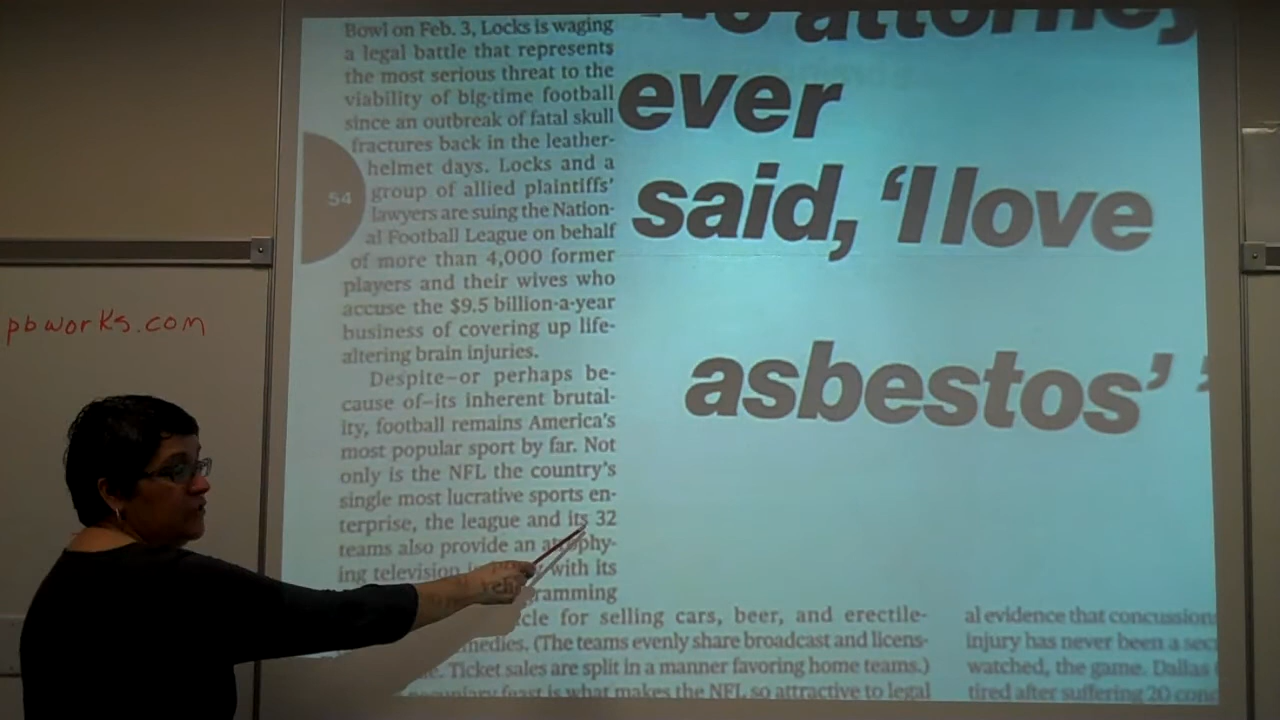 pbworks.com
54
Bowl on Feb. 3, Locks is waging
a legal battle that represents
the most serious threat to the
viability of big-time football
since an outbreak of fatal skull
fractures back in the leather-
helmet days. Locks and a
group of allied plaintiffs'
lawyers are suing the Nation-
al Football League on behalf
of more than 4,000 former
players and their wives who
accuse the $9.5 billion-a-year
business of covering up life-
altering brain injuries.
Despite—or perhaps be-
cause of—its inherent brutal-
ity, football remains America's
most popular sport by far. Not
only is the NFL the country's
single most lucrative sports en-
terprise, the league and its 32
teams also provide an atrophy-
ing television with its
gramming
cle for selling cars, beer, and erectile-
medies. (The teams evenly share broadcast and licens-
Ticket sales are split in a manner favoring home teams.)
feast is what makes the NFL so attractive to legal
attorney
ever
said, 'I love
asbestos' '
al evidence that concussion
injury has never been a sec
watched, the game. Dallas
tired after suffering 20 conc